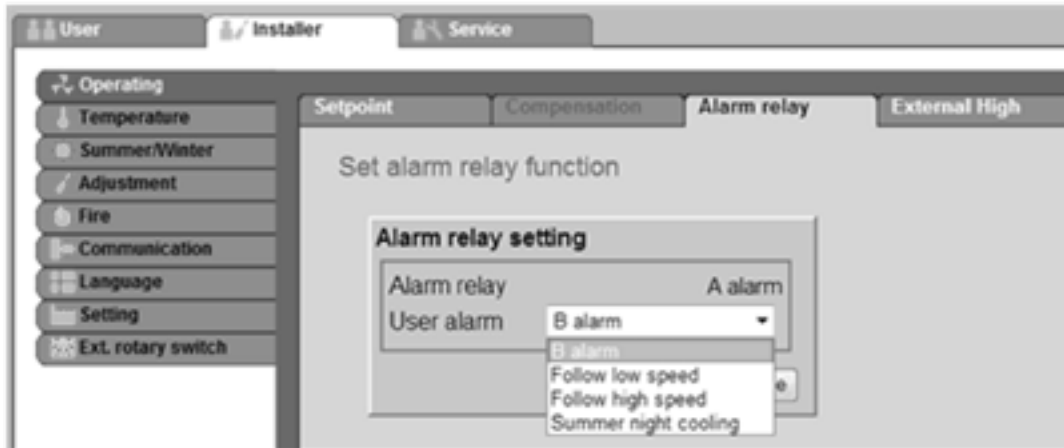 User Installer Service
Operating
Temperature
Summer/Winter
Adjustment
Fire
Communication
Language
Setting
Ext. rotary switch
Setpoint Compensation Alarm relay External High
Set alarm relay function
Alarm relay setting
Alarm relay A alarm
User alarm B alarm
B alarm
Follow low speed
Follow high speed
Summer night cooling
e